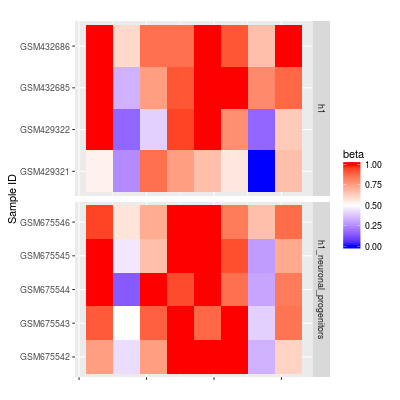 Sample ID
GSM432686
GSM432685
GSM429322
GSM429321
h1
GSM675546
GSM675545
GSM675544
GSM675543
GSM675542
h1_neuronal_progenitors
beta
1.00
0.75
0.50
0.25
0.00